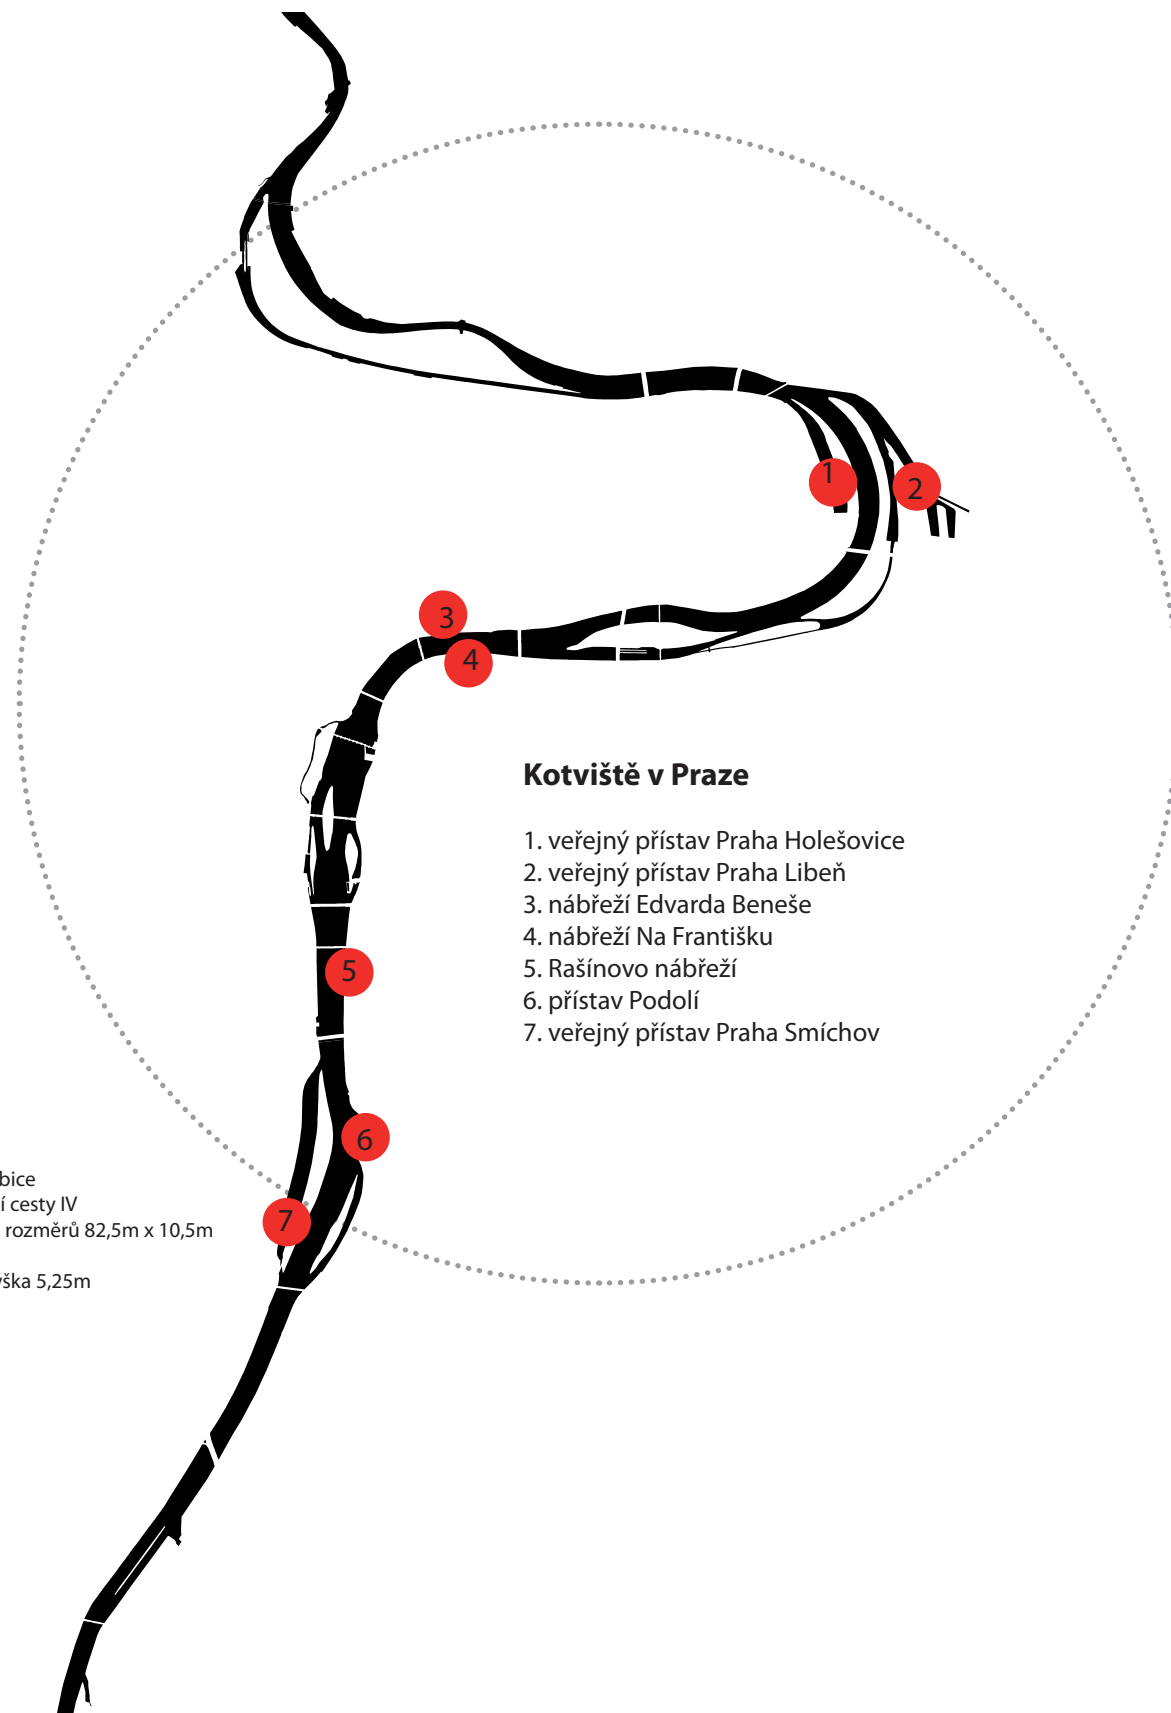 1
2
3
4
Kotviště v Praze
1. veřejný přístav Praha Holešovice
2. veřejný přístav Praha Libeň
3. nábřeží Edvarda Beneše
4. nábřeží Na Františku
5. Rašínovo nábřeží
6. přístav Podolí
7. veřejný přístav Praha Smíchov
5
6
bice
í cesty IV
rozměrů 82,5m x 10,5m
7
ška 5,25m